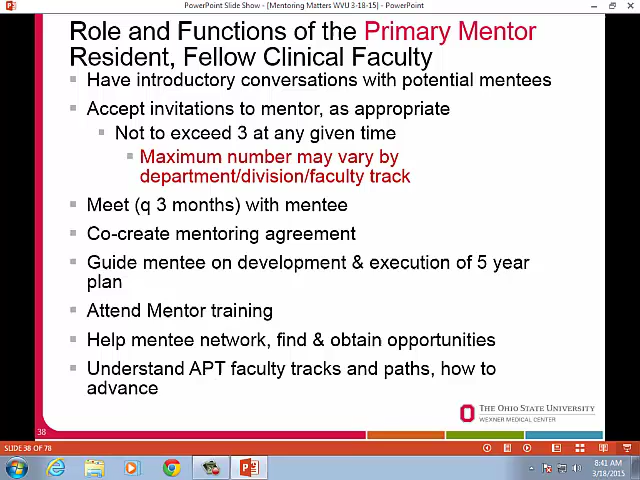 PowerPoint Slide Show - [Mentoring Matters WVU 3-18-15] - PowerPoint
Role and Functions of the Primary Mentor
Resident, Fellow Clinical Faculty
Have introductory conversations with potential mentees
Accept invitations to mentor, as appropriate
Not to exceed 3 at any given time
Maximum number may vary by
department/division/faculty track
Meet (q 3 months) with mentee
Co-create mentoring agreement
Guide mentee on development & execution of 5 year
plan
Attend Mentor training
Help mentee network, find & obtain opportunities
Understand APT faculty tracks and paths, how to
advance
THE OHIO STATE UNIVERSITY
WEXNER MEDICAL CENTER
38
SLIDE 38 OF 78
8:41 AM
3/18/2015